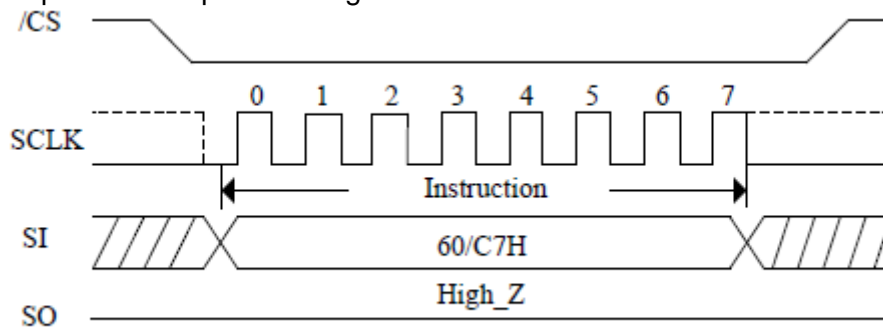 /CS
0 1 2 3 4 5 6 7
SCLK
Instruction
SI
60/C7H
High_Z
SO